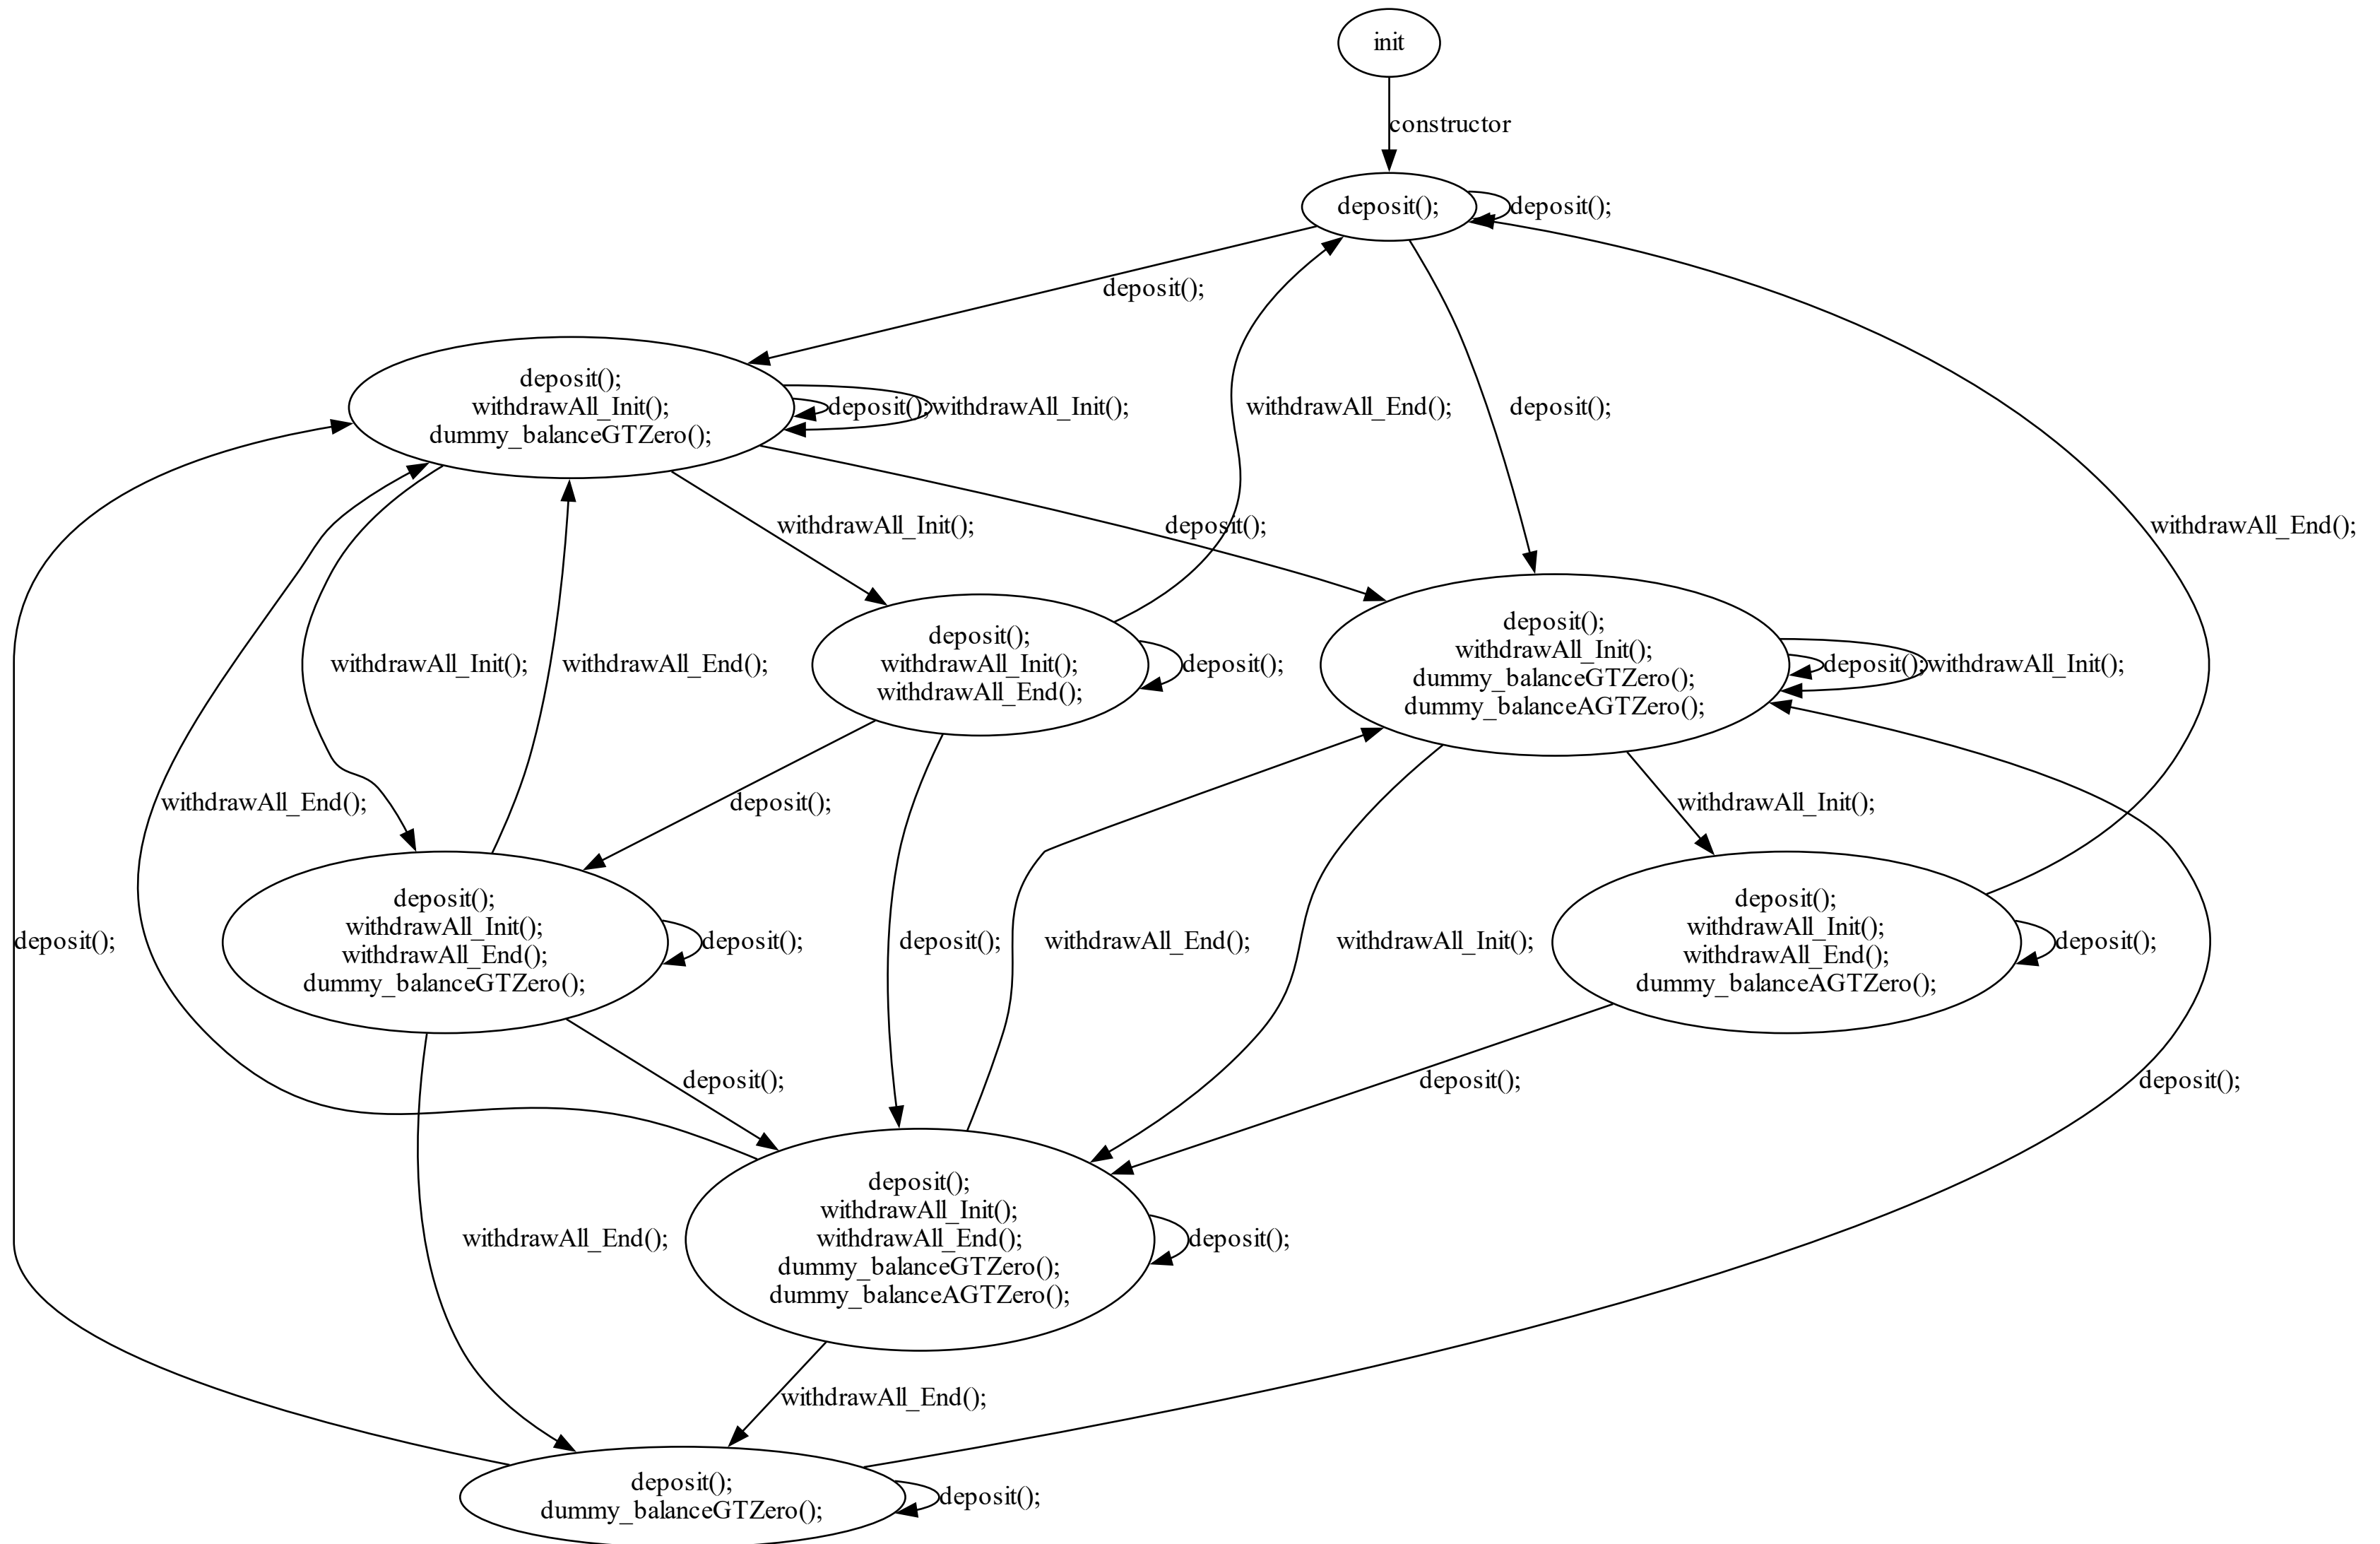 init
constructor
deposit();
deposit();
deposit();
deposit();
withdrawAll_Init();
dummy_balanceGTZero();
deposit();
withdrawAll_Init();
withdrawAll_End();
deposit();
withdrawAll_Init();
deposit();
withdrawAll_End();
deposit();
withdrawAll_Init();
withdrawAll_End();
deposit();
withdrawAll_Init();
withdrawAll_End();
deposit();
deposit();
withdrawAll_Init();
dummy_balanceGTZero();
dummy_balanceAGTZero();
deposit();
withdrawAll_Init();
withdrawAll_End();
deposit();
withdrawAll_Init();
deposit();
deposit();
withdrawAll_Init();
withdrawAll_End();
dummy_balanceGTZero();
deposit();
deposit();
withdrawAll_End();
withdrawAll_Init();
deposit();
withdrawAll_Init();
withdrawAll_End();
dummy_balanceAGTZero();
deposit();
deposit();
deposit();
deposit();
withdrawAll_End();
deposit();
withdrawAll_Init();
withdrawAll_End();
dummy_balanceGTZero();
dummy_balanceAGTZero();
deposit();
withdrawAll_End();
deposit();
dummy_balanceGTZero();
deposit();